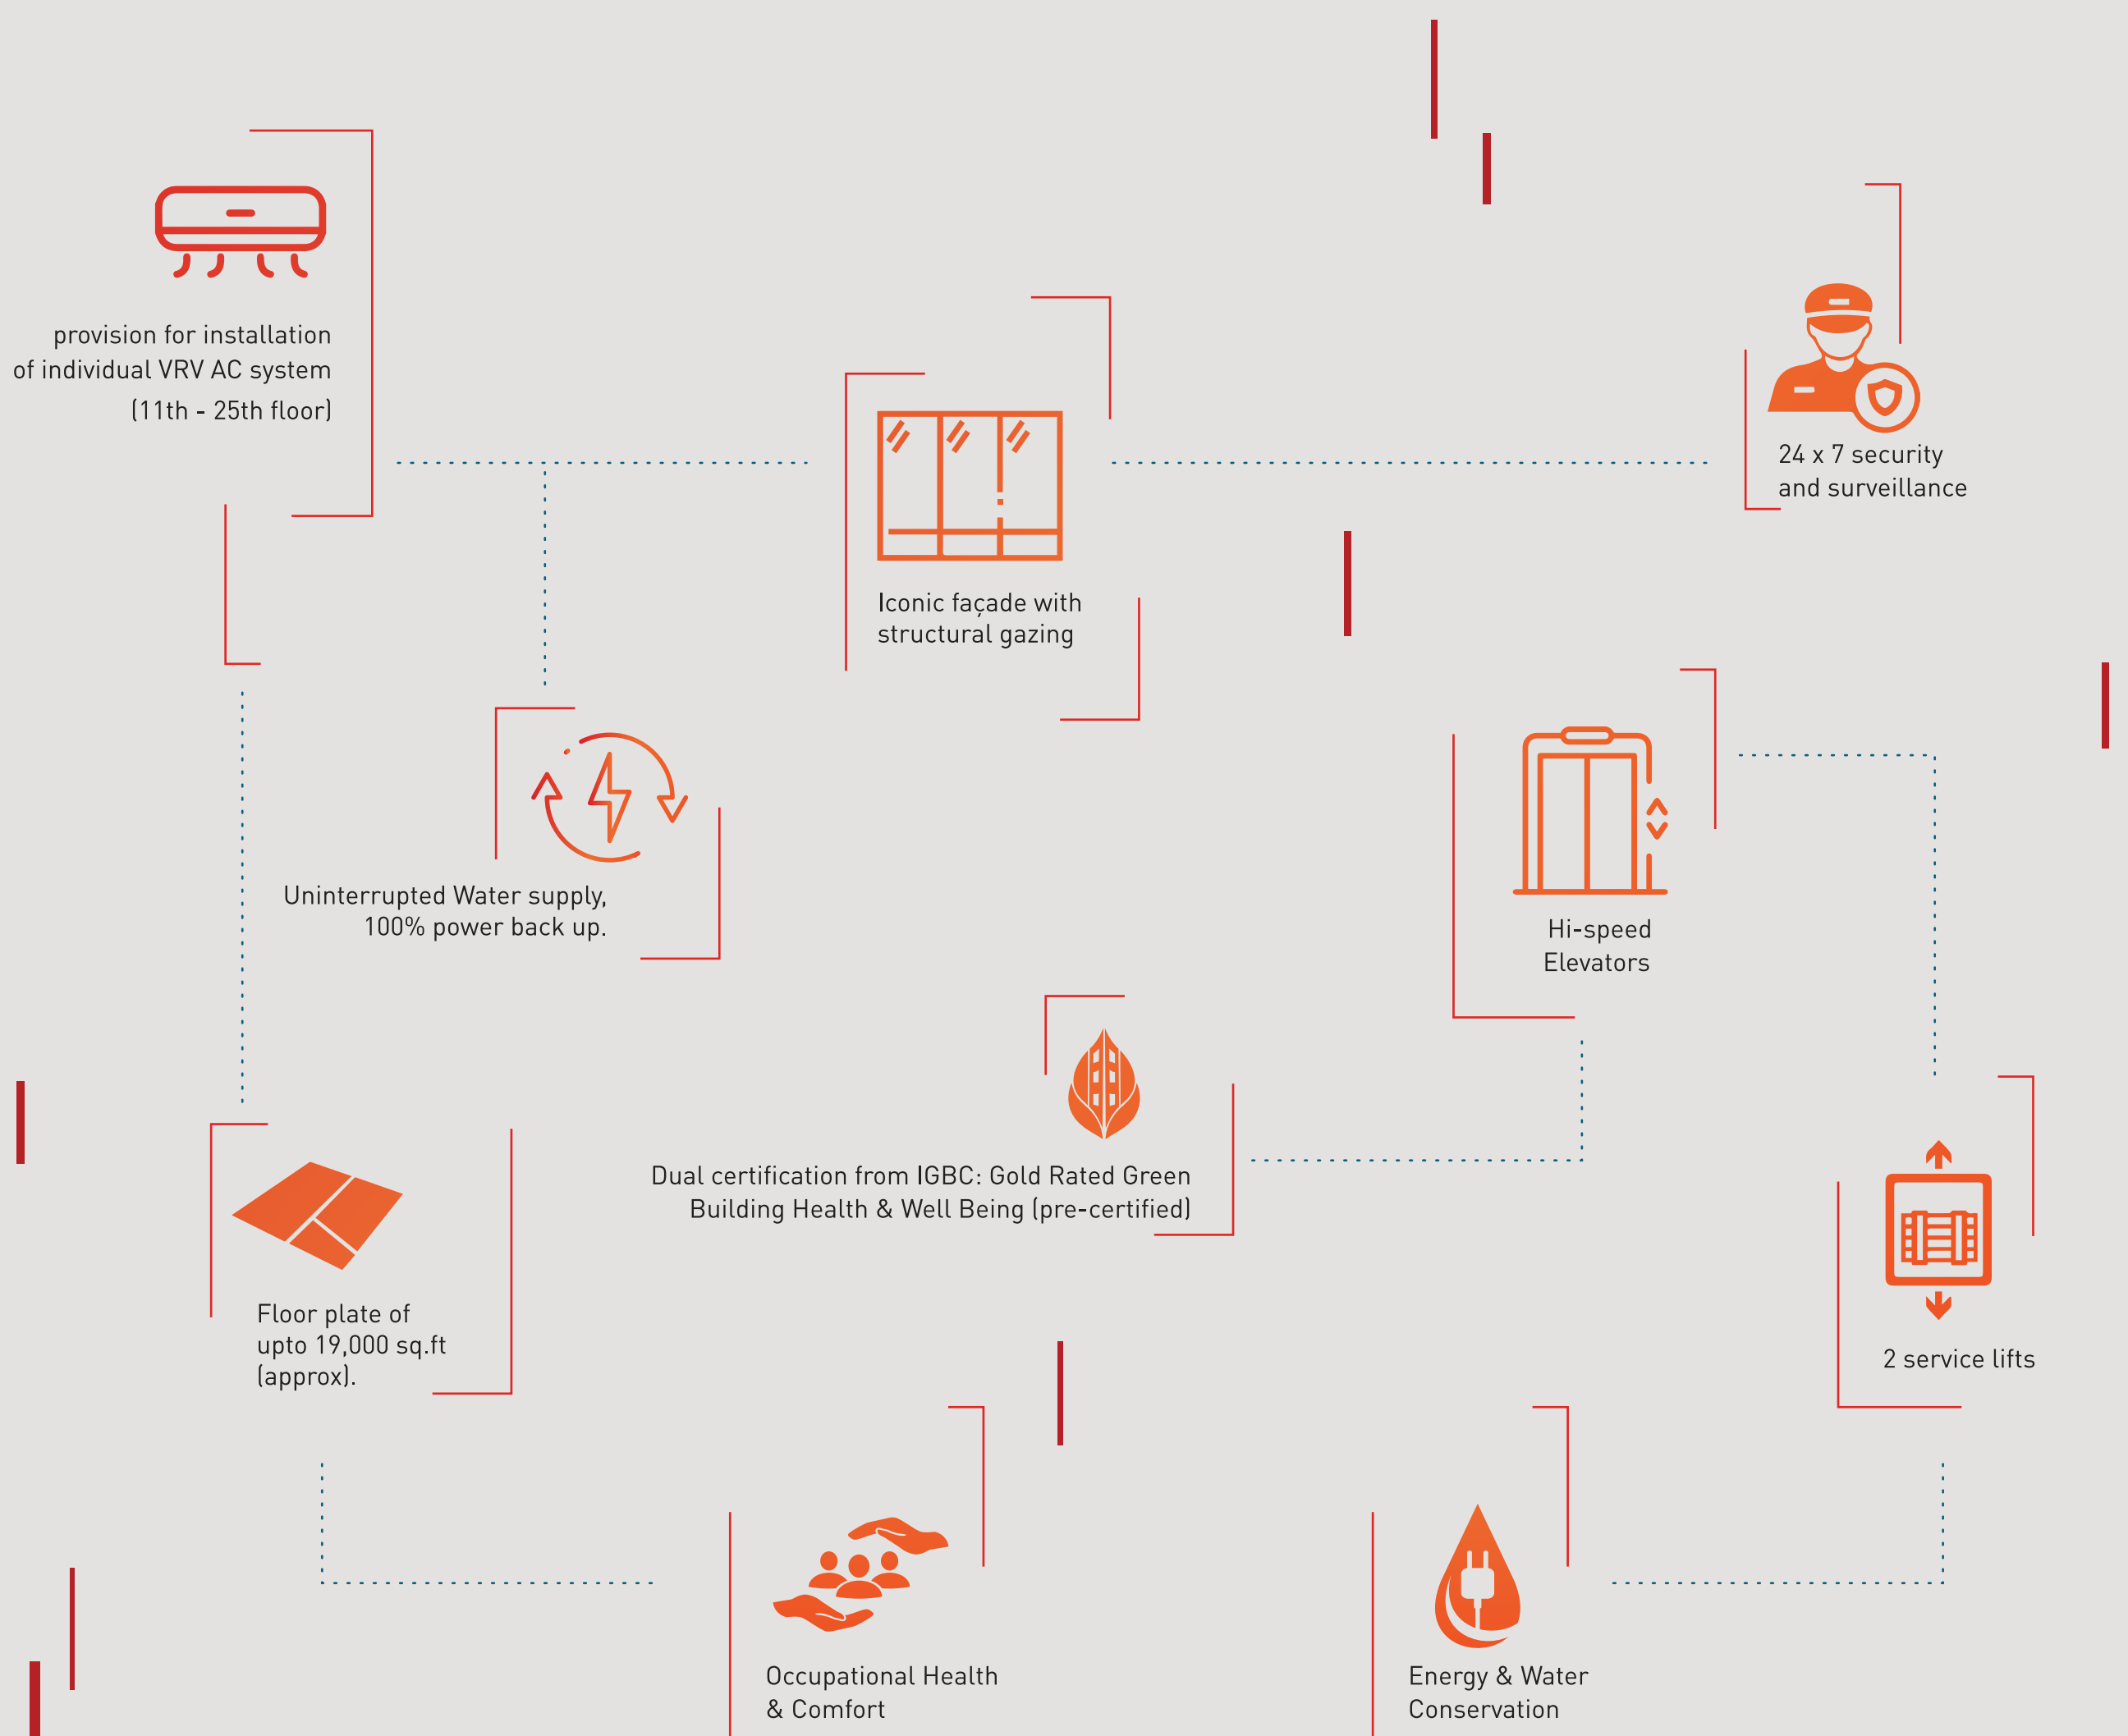 provision for installation
of individual VRV AC system
(11th - 25th floor)
24 x 7 security
and surveillance
Iconic façade with
structural gazing
Uninterrupted Water supply,
100% power back up.
Hi-speed
Elevators
Dual certification from IGBC: Gold Rated Green
Building Health & Well Being (pre-certified)
Floor plate of
upto 19,000 sq.ft
(approx).
2 service lifts
Occupational Health
& Comfort
Energy & Water
Conservation